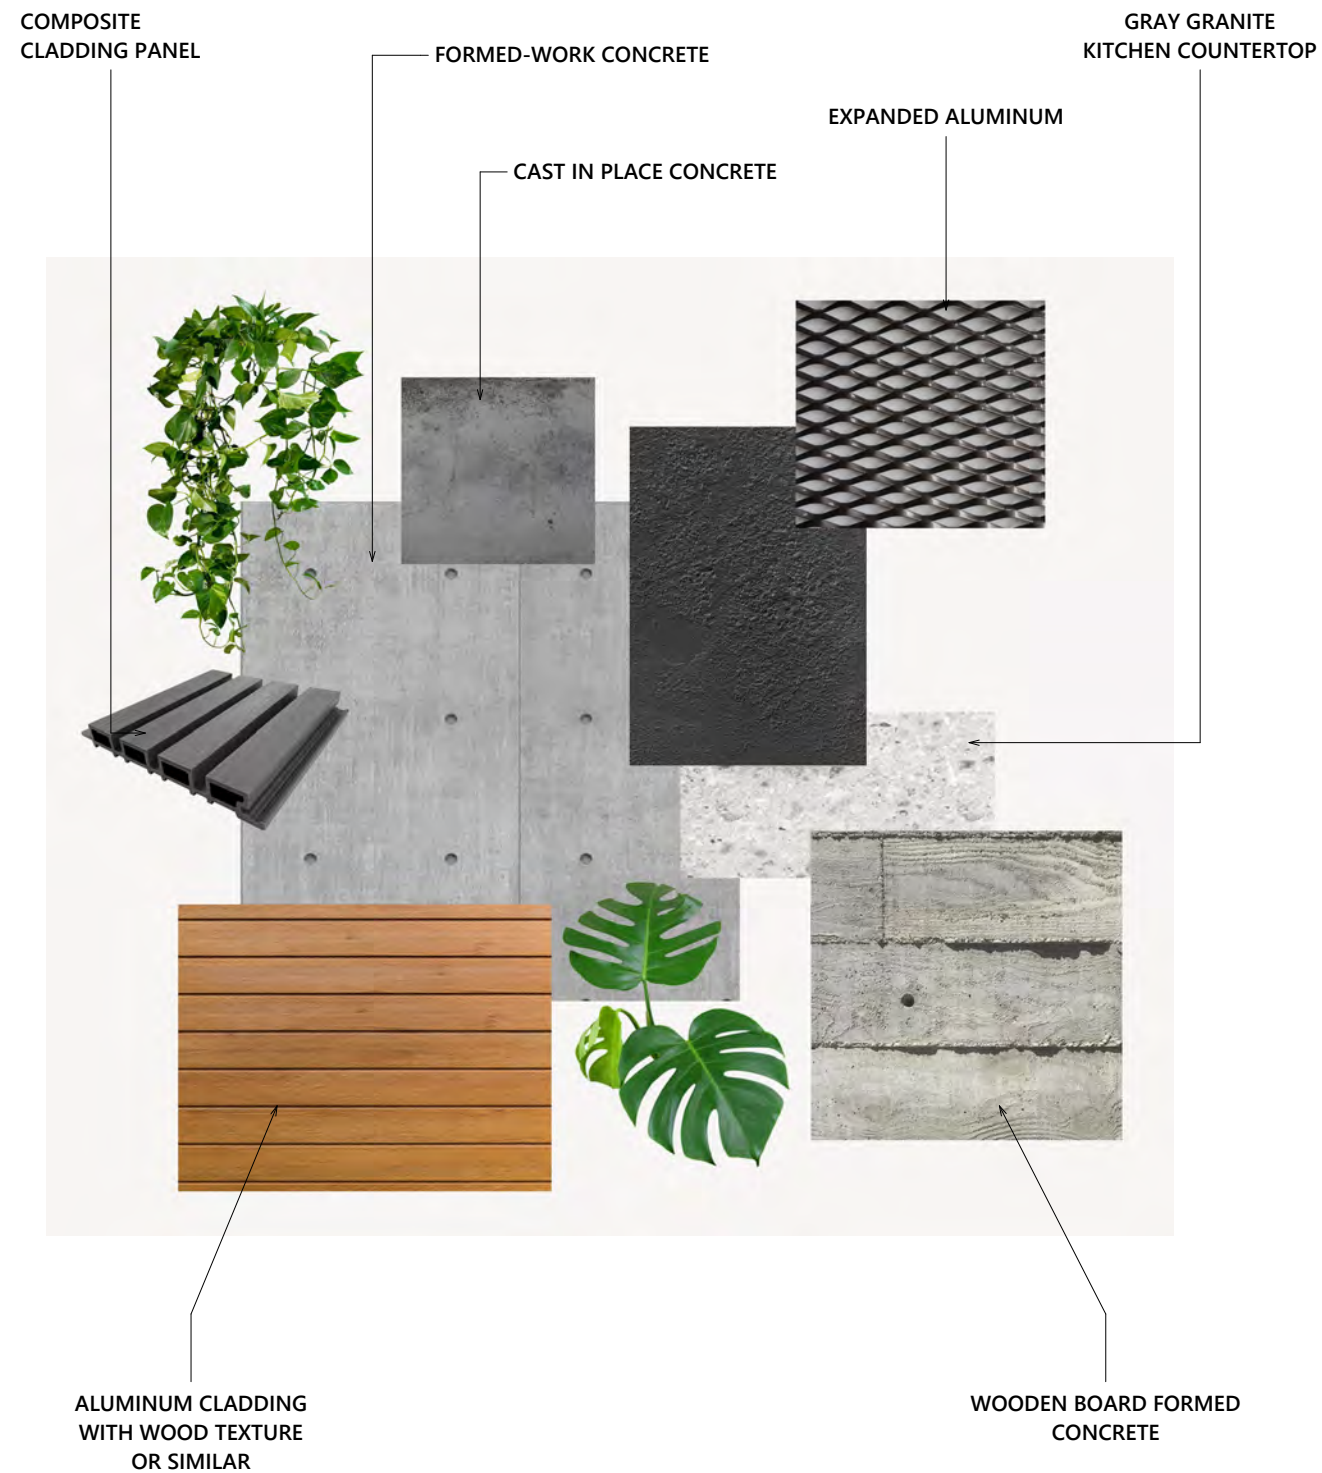 COMPOSITE
CLADDING PANEL
FORMED-WORK CONCRETE
GRAY GRANITE
KITCHEN COUNTERTOP
EXPANDED ALUMINUM
CAST IN PLACE CONCRETE
ALUMINUM CLADDING
WITH WOOD TEXTURE
OR SIMILAR
WOODEN BOARD FORMED
CONCRETE